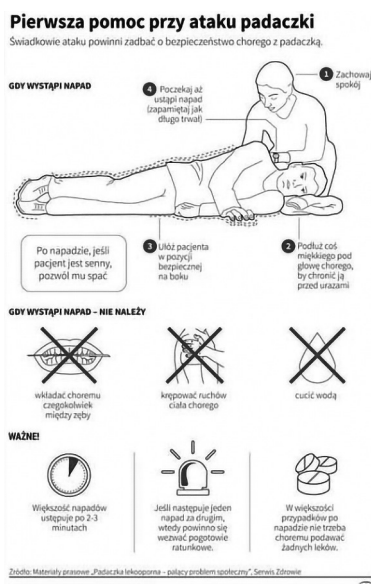 Pierwsza pomoc przy ataku padaczki
Świadkowie ataku powinni zadbać o bezpieczeństwo chorego z padaczką.
GDY WYSTĄPI NAPAD
1 Zachowaj
spokój
4 Poczekaj aż
ustąpi napad
(zapamiętaj jak
długo trwał)
Po napadzie, jeśli
pacjent jest senny,
pozwól mu spać
3 Ułóż pacjenta
w pozycji
bezpiecznej
na boku
2 Podłuż coś
miękkiego pod
głowę chorego,
by chronić ją
przed urazami
GDY WYSTĄPI NAPAD – NIE NALEŻY
wkładać choremu
czegokolwiek
między zęby
krępować ruchów
ciała chorego
cucić wodą
WAŻNE!
Większość napadów
ustępuje po 2-3
minutach
Jeśli następuje jeden
napad za drugim,
wtedy powinno się
wezwać pogotowie
ratunkowe.
W większości
przypadków po
napadzie nie trzeba
choremu podawać
żadnych leków.
Źródło: Materiały prasowe „Padaczka lekooporna – palący problem społeczny”, Serwis Zdrowie